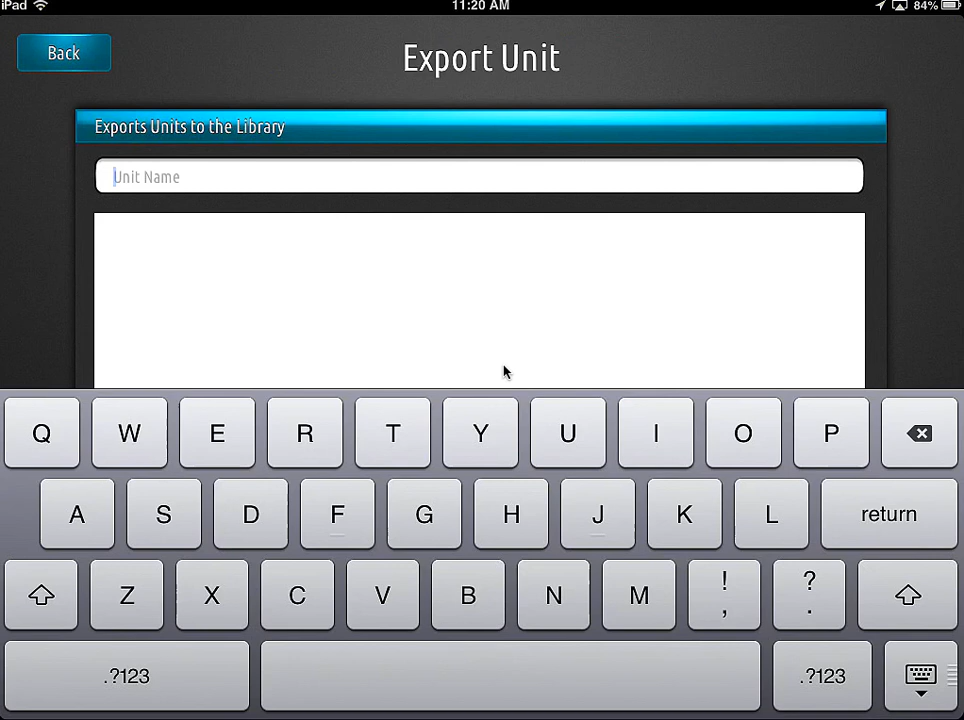 iPad 11:20 AM 84%
Back
Export Unit
Exports Units to the Library
Unit Name
Q W E R T Y U I O P
A S D F G H J K L return
Z X C V B N M ! , ? .
.?123 .?123